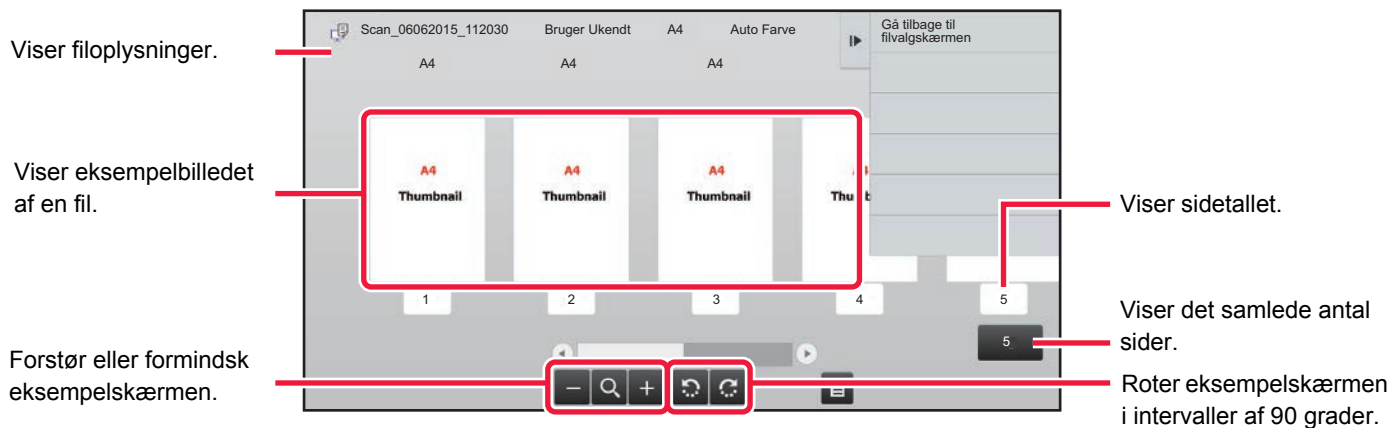 Viser filoplysninger.
Viser eksempelbilledet
af en fil.
Forstør eller formindsk
eksempelskærmen.
Scan_06062015_112030 Bruger Ukendt A4 Auto Farve
A4 A4 A4
Gå tilbage til
filvalgskærmen
A4 A4 A4
Thumbnail Thumbnail Thumbnail
1 2 3 4 5
5
Viser sidetallet.
Viser det samlede antal
sider.
Roter eksempelskærmen
i intervaller af 90 grader.